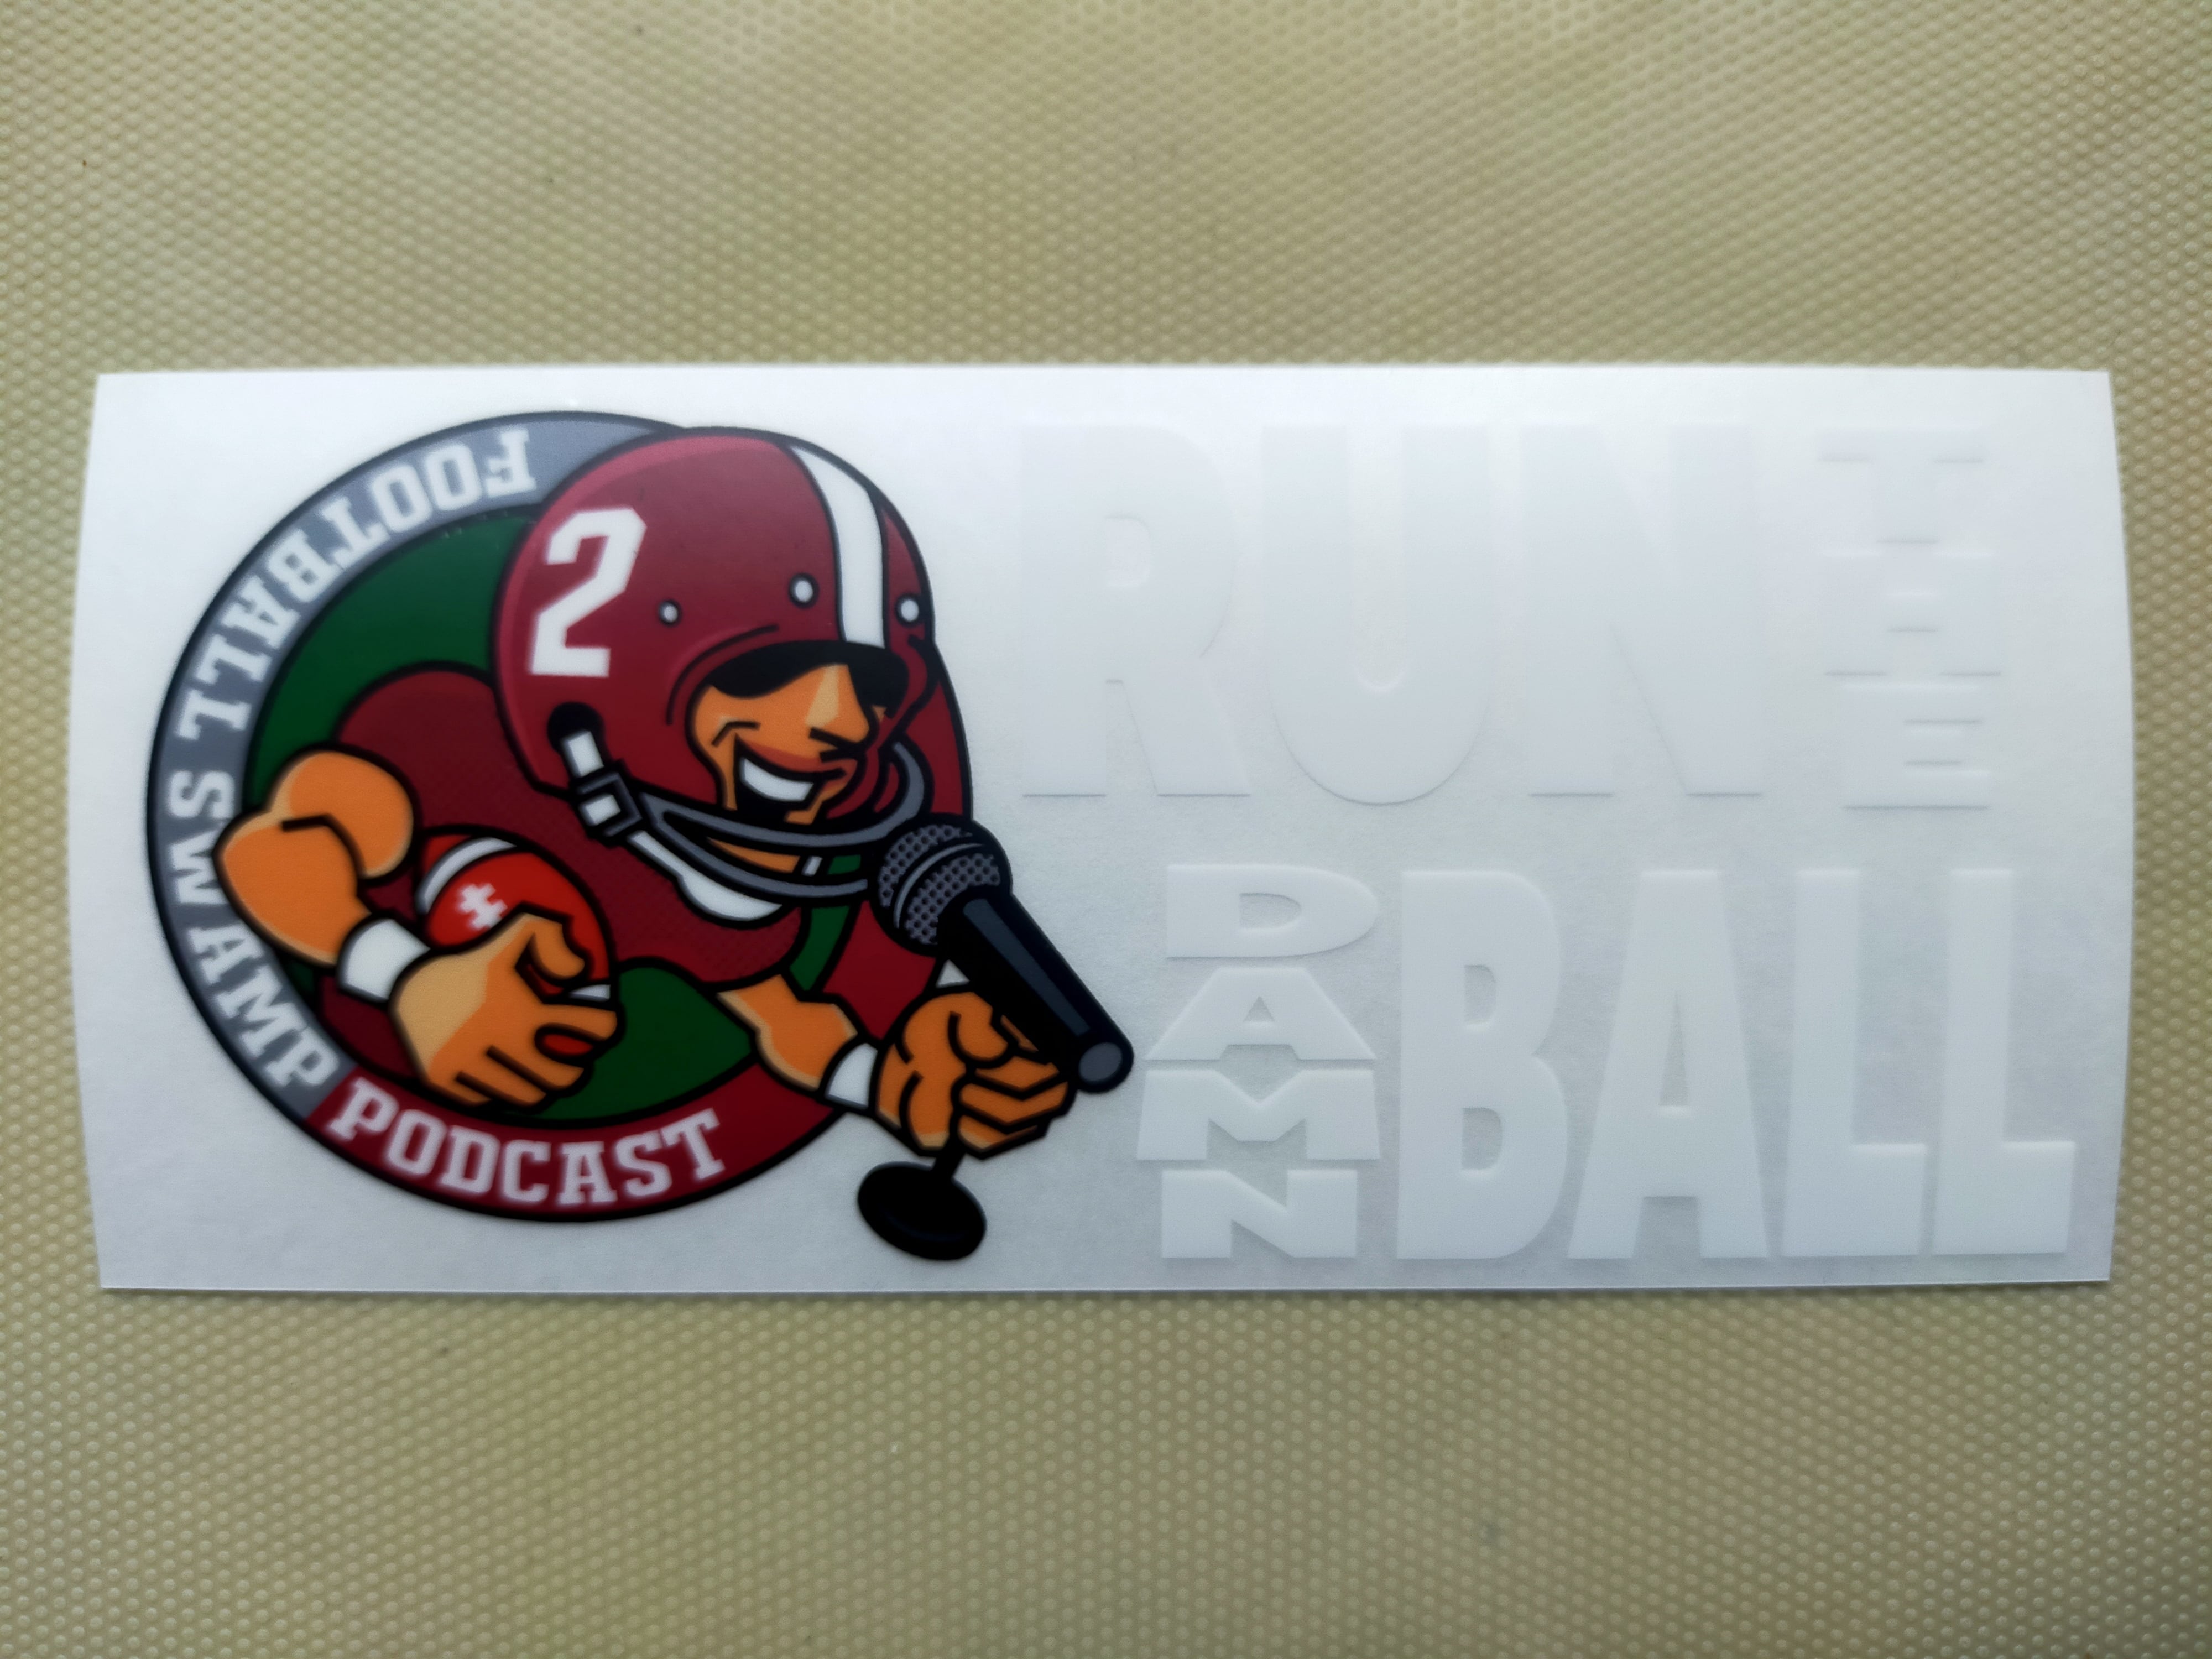 FOOTBALL SWAMP
PODCAST
2
RUN THE
DAMN BALL